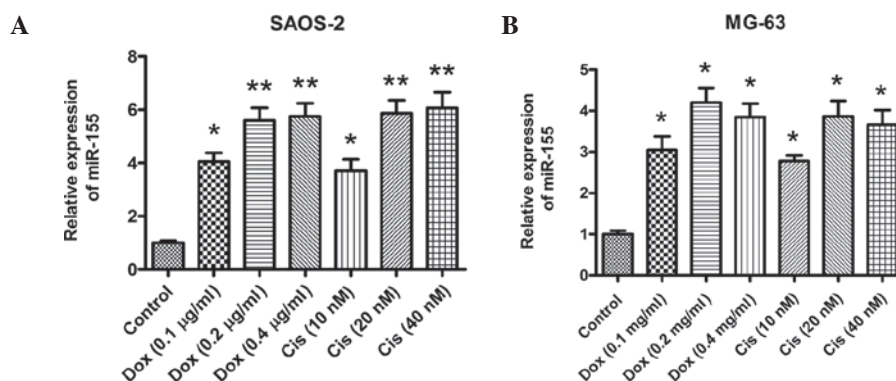 A
SAOS-2
Relative expression
of miR-155
8
6
4
2
0
*
**
**
*
**
**
Control
Dox (0.1 μg/ml)
Dox (0.2 μg/ml)
Dox (0.4 μg/ml)
Cis (10 nM)
Cis (20 nM)
Cis (40 nM)
B
MG-63
Relative expression
of miR-155
5
4
3
2
1
0
*
*
*
*
*
*
Control
Dox (0.1 mg/ml)
Dox (0.2 mg/ml)
Dox (0.4 mg/ml)
Cis (10 nM)
Cis (20 nM)
Cis (40 nM)